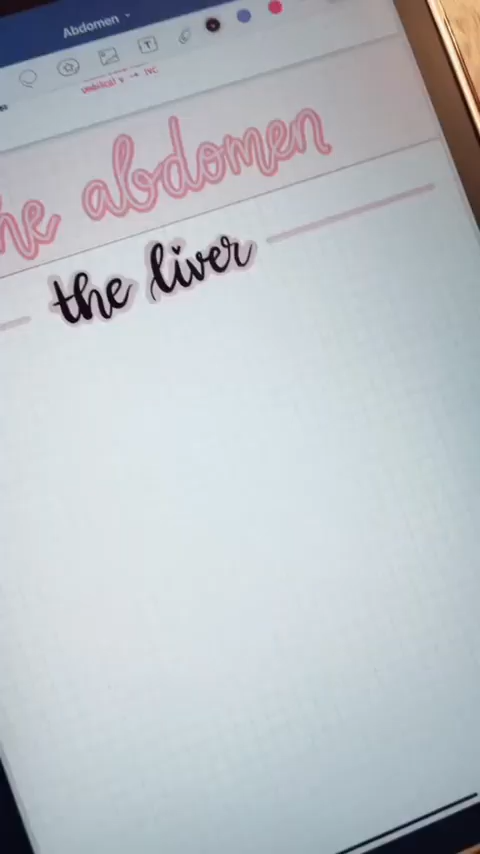 Abdomen
umbilical v → IVC
the abdomen
the liver